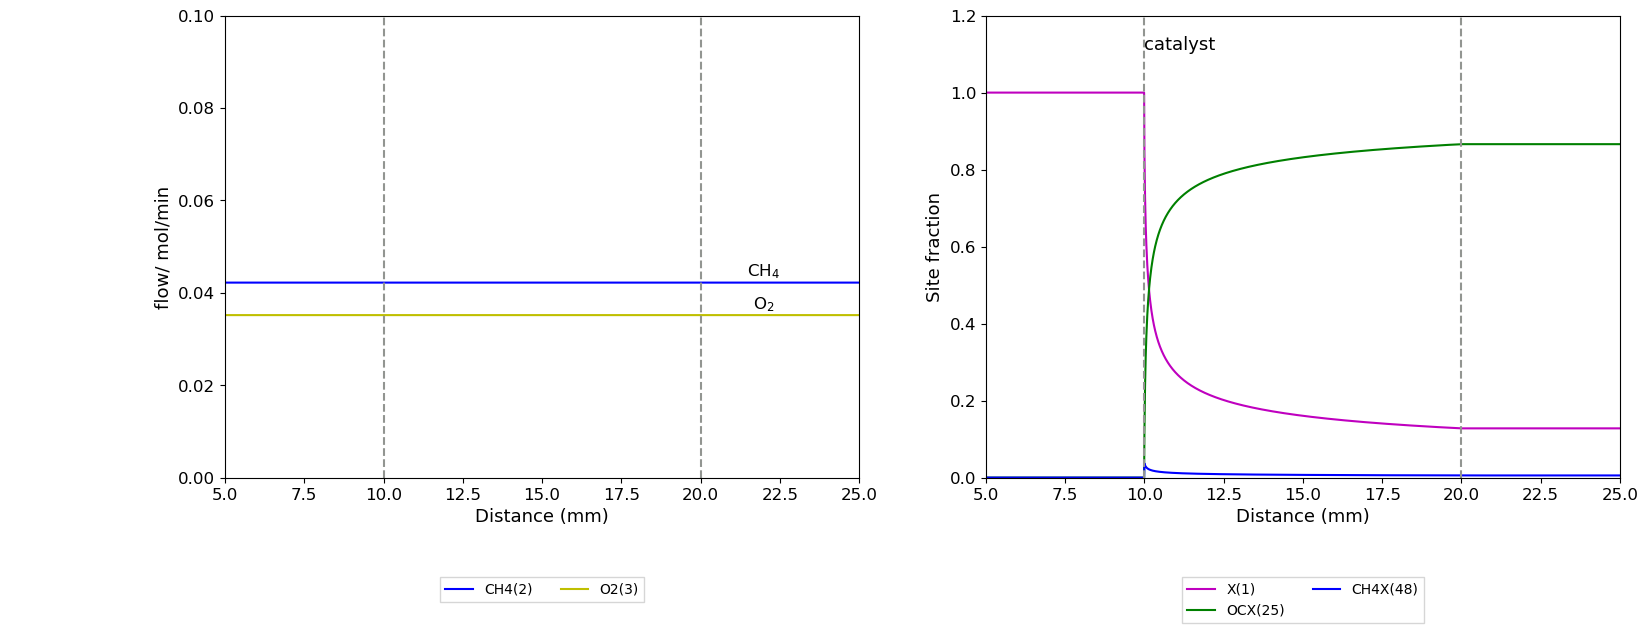 0.10
0.08
0.06
0.04
0.02
0.00
flow/ mol/min
CH4
O2
5.0 7.5 10.0 12.5 15.0 17.5 20.0 22.5 25.0
Distance (mm)
CH4(2) O2(3)
1.2
1.0
0.8
0.6
0.4
0.2
0.0
Site fraction
catalyst
5.0 7.5 10.0 12.5 15.0 17.5 20.0 22.5 25.0
Distance (mm)
X(1) CH4X(48)
OCX(25)